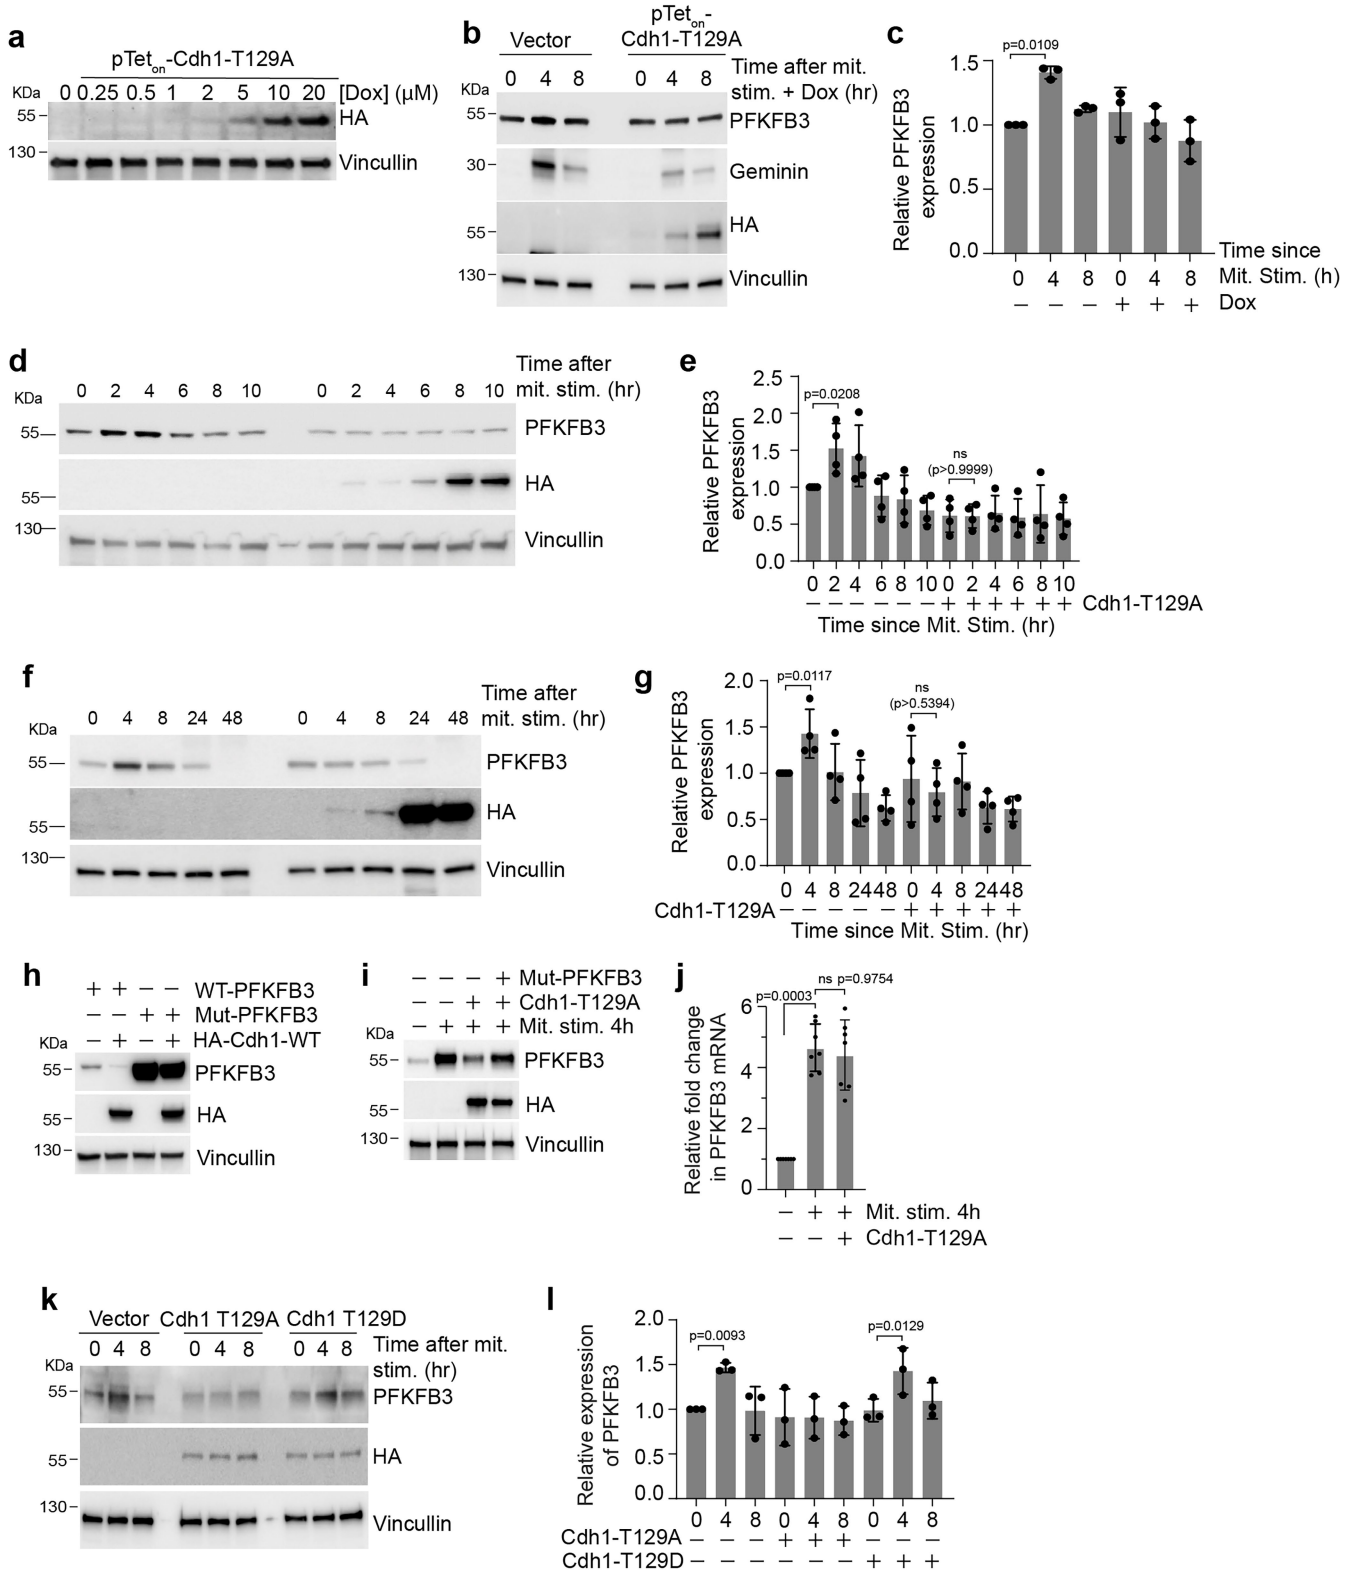 a
pTet on-Cdh1-T129A
KDa
0 0.25 0.5 1 2 5 10 20 [Dox] (µM)
55
HA
130
Vincullin
b
Vector
pTet on-
Cdh1-T129A
0 4 8 0 4 8
Time after mit.
stim. + Dox (hr)
KDa
55
PFKFB3
30
Geminin
55
HA
130
Vincullin
c
p=0.0109
Relative PFKFB3
expression
1.5
1.0
0.5
0.0
Time since
0 4 8 0 4 8 Mit. Stim. (h)
− − − + + + Dox
d
Time after
0 2 4 6 8 10 0 2 4 6 8 10 mit. stim. (hr)
KDa
55
PFKFB3
55
HA
130
Vincullin
e
Relative PFKFB3
expression
2.5
2.0
1.5
1.0
0.5
0.0
p=0.0208
ns
(p>0.9999)
0 2 4 6 8 10 0 2 4 6 8 10
− − − − − − + + + + + + Cdh1-T129A
Time since Mit. Stim. (hr)
f
Time after
0 4 8 24 48 0 4 8 24 48 mit. stim. (hr)
KDa
55
PFKFB3
55
HA
130
Vincullin
g
Relative PFKFB3
expression
2.0
1.5
1.0
0.5
0.0
p=0.0117
ns
(p>0.5394)
0 4 8 24 48 0 4 8 24 48
Cdh1-T129A − − − − − + + + + +
Time since Mit. Stim. (hr)
h
+ + − − WT-PFKFB3
− − + + Mut-PFKFB3
− + − + HA-Cdh1-WT
KDa
55
PFKFB3
55
HA
130
Vincullin
i
− − − + Mut-PFKFB3
− − + + Cdh1-T129A
− + + + Mit. stim. 4h
KDa
55
PFKFB3
55
HA
130
Vincullin
j
ns p=0.9754
p=0.0003
Relative fold change
in PFKFB3 mRNA
6
4
2
0
− + + Mit. stim. 4h
− − + Cdh1-T129A
k
Vector Cdh1 T129A Cdh1 T129D
0 4 8 0 4 8 0 4 8 Time after mit.
stim. (hr)
KDa
55
PFKFB3
55
HA
130
Vincullin
l
Relative expression
of PFKFB3
2.0
1.5
1.0
0.5
0.0
p=0.0093
p=0.0129
0 4 8 0 4 8 0 4 8
Cdh1-T129A − − − + + + − − −
Cdh1-T129D − − − − − − + + +